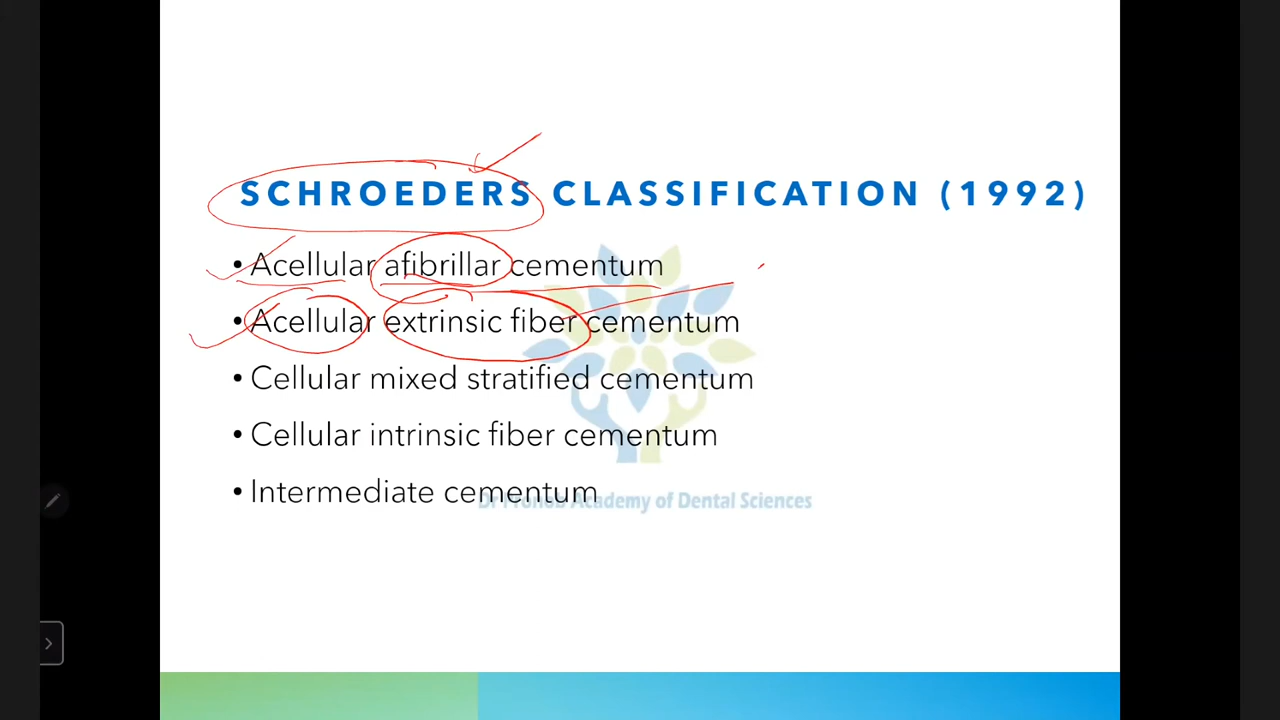 SCHROEDERS CLASSIFICATION (1992)
• Acellular afibrillar cementum
• Acellular extrinsic fiber cementum
• Cellular mixed stratified cementum
• Cellular intrinsic fiber cementum
• Intermediate cementum
Dr Pronob Academy of Dental Sciences